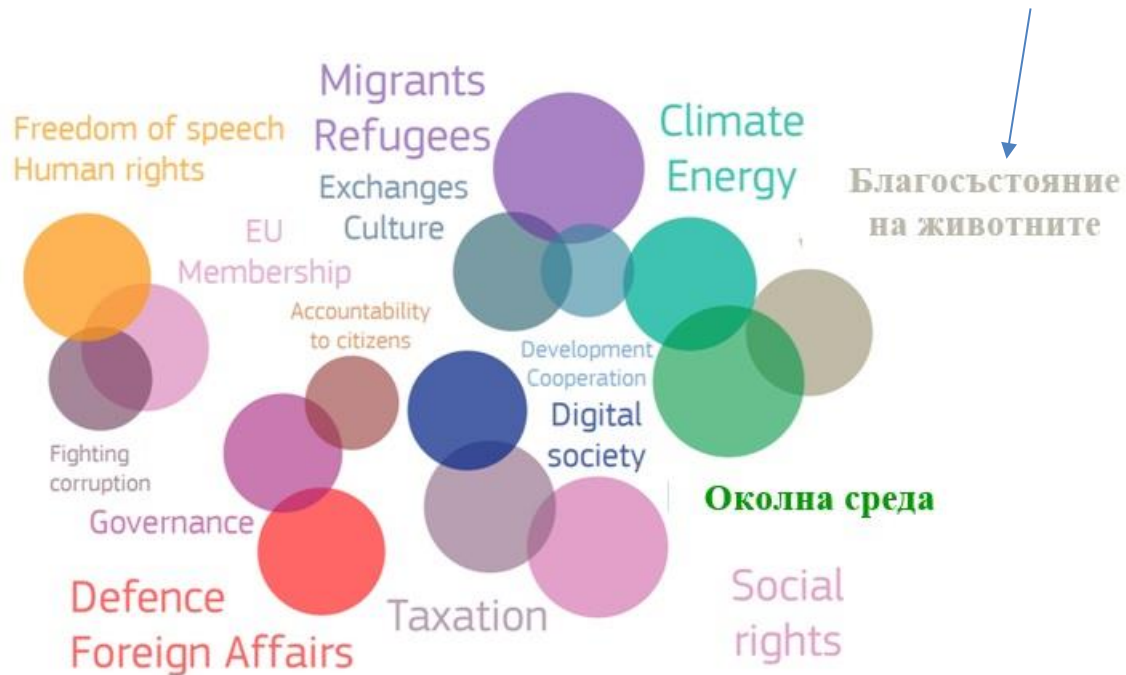 Migrants
Refugees
Freedom of speech
Human rights
Climate
Energy
Exchanges
Culture
Благосъстояние
на животните
EU
Membership
Accountability
to citizens
Development
Cooperation
Digital
society
Fighting
corruption
Governance
Околна среда
Defence
Foreign Affairs
Taxation
Social
rights